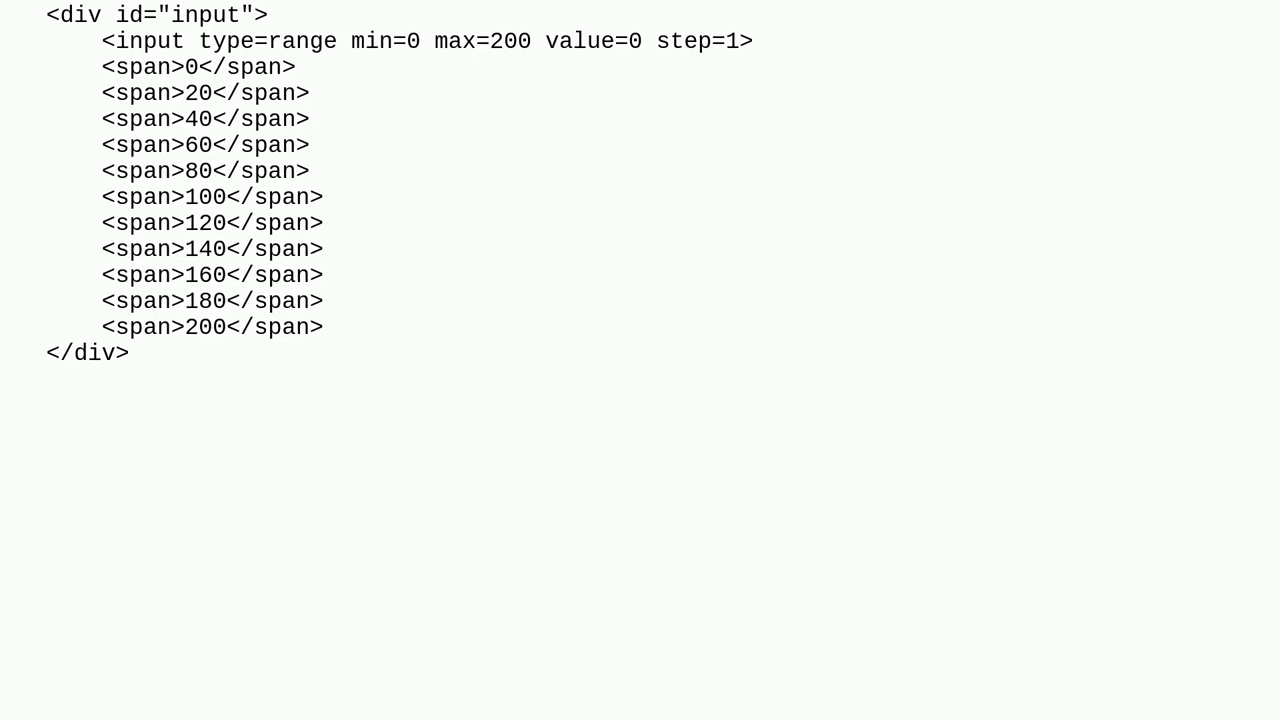 <div id="input">
    <input type=range min=0 max=200 value=0 step=1>
    <span>0</span>
    <span>20</span>
    <span>40</span>
    <span>60</span>
    <span>80</span>
    <span>100</span>
    <span>120</span>
    <span>140</span>
    <span>160</span>
    <span>180</span>
    <span>200</span>
</div>